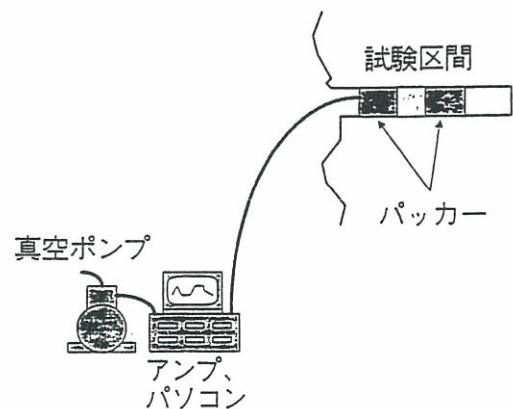 試験区間
パッカー
真空ポンプ
アンプ、
パソコン